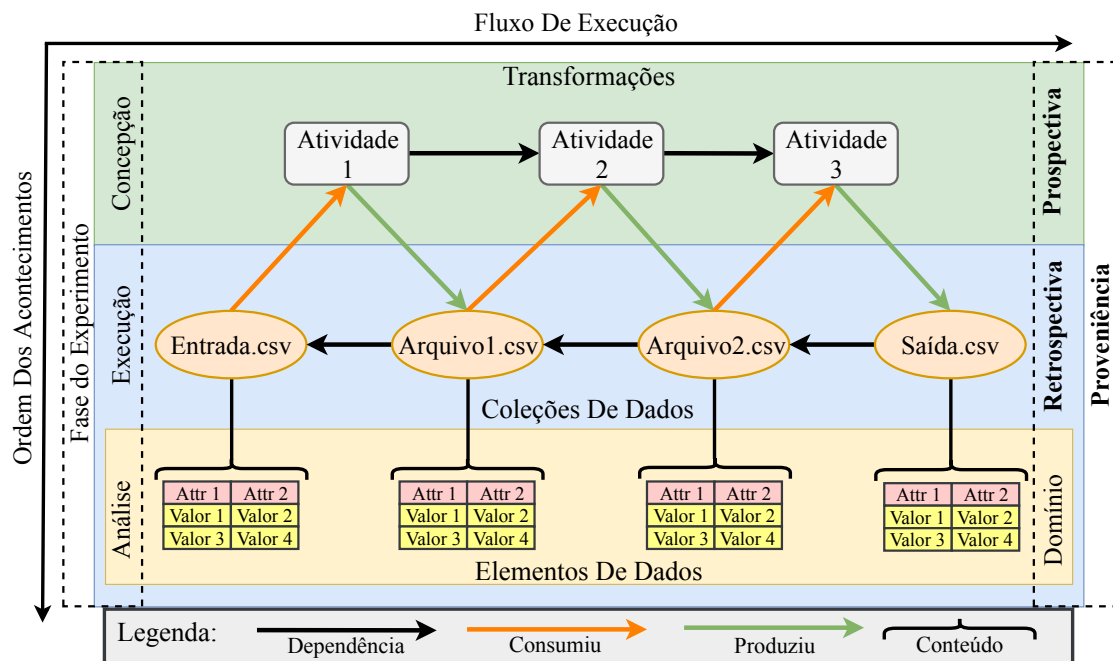 Fluxo De Execução
Ordem Dos Acontecimentos
Fase do Experimento
Proveniência
Transformações
Concepção
Prospectiva
Atividade
1
Atividade
2
Atividade
3
Execução
Retrospectiva
Entrada.csv
Arquivo1.csv
Arquivo2.csv
Saída.csv
Coleções De Dados
Análise
Domínio
Attr 1 Attr 2
Valor 1 Valor 2
Valor 3 Valor 4
Attr 1 Attr 2
Valor 1 Valor 2
Valor 3 Valor 4
Attr 1 Attr 2
Valor 1 Valor 2
Valor 3 Valor 4
Attr 1 Attr 2
Valor 1 Valor 2
Valor 3 Valor 4
Elementos De Dados
Legenda:
Dependência
Consumiu
Produziu
Conteúdo